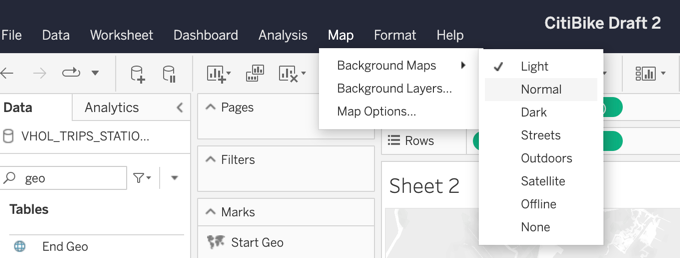 CitiBike Draft 2
File Data Worksheet Dashboard Analysis Map Format Help
Background Maps
Background Layers...
Map Options...
Light
Normal
Dark
Streets
Outdoors
Satellite
Offline
None
Data Analytics
VHOL_TRIPS_STATIO...
geo
Tables
End Geo
Pages
Filters
Marks
Start Geo
Rows
Sheet 2